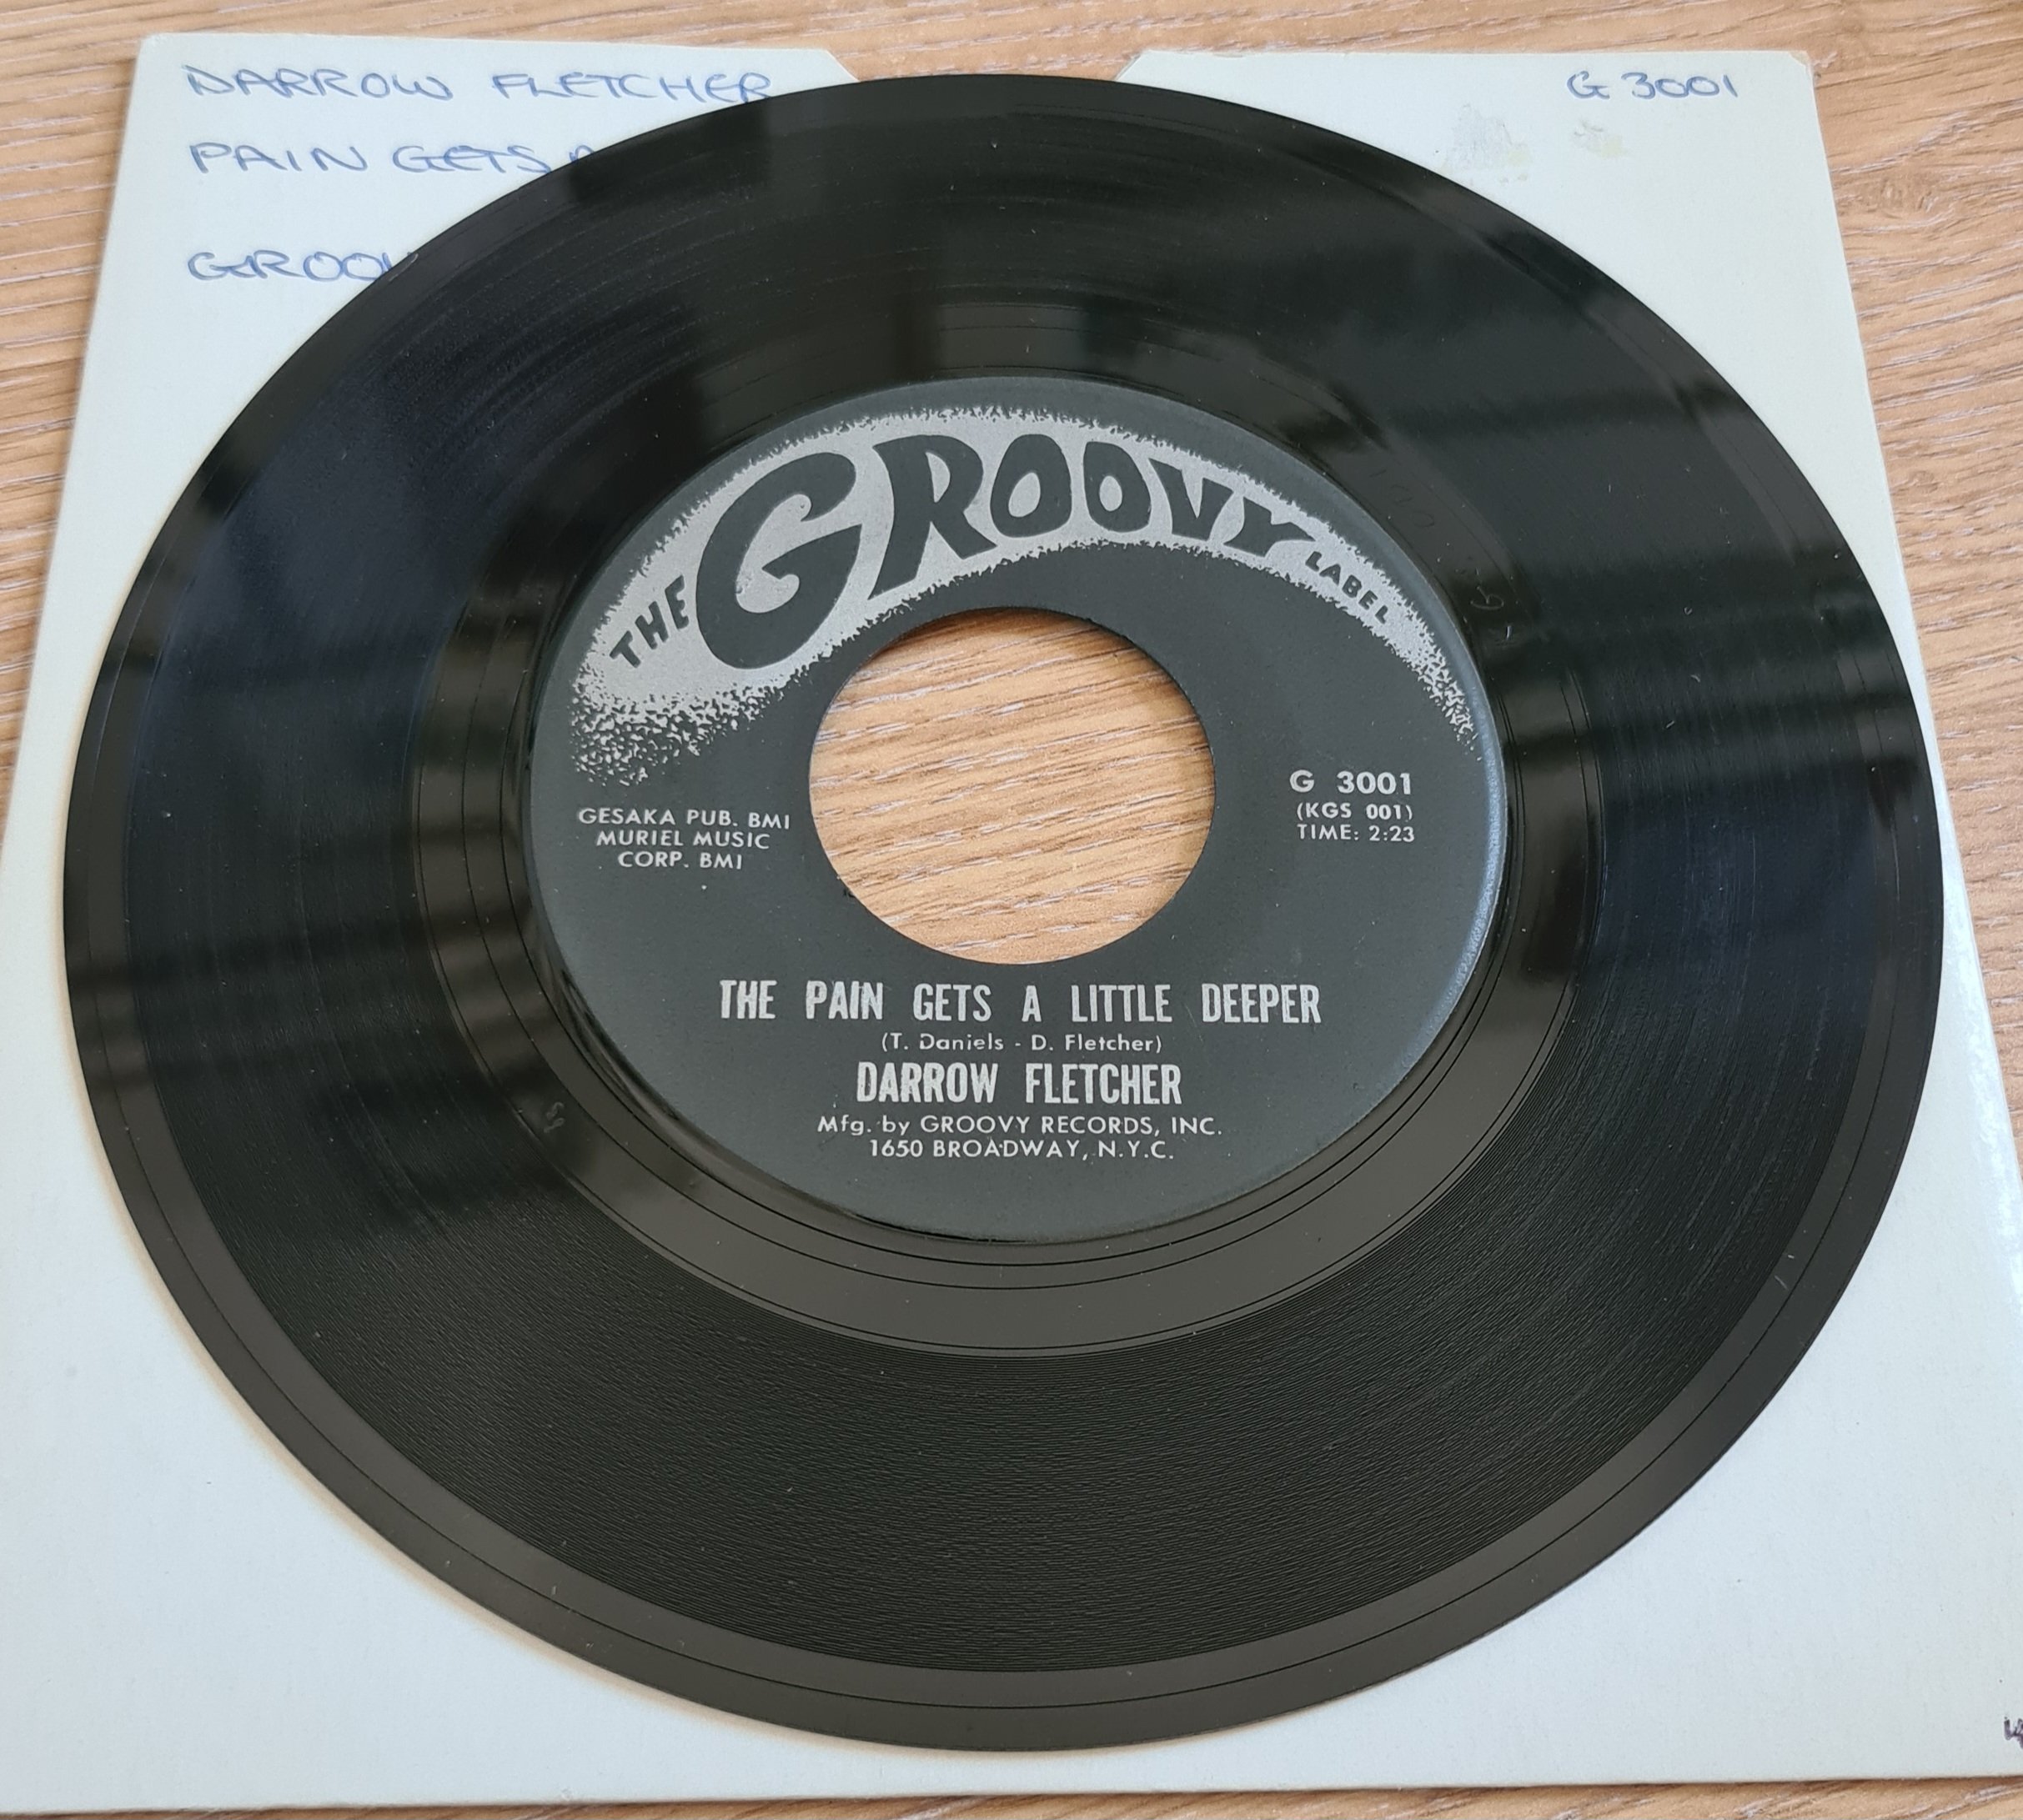 DARROW FLETCHER
G 3001
PAIN GETS
THE GROOVY LABEL
GESAKA PUB. BMI
MURIEL MUSIC
CORP. BMI
G 3001
(KGS 001)
TIME: 2:23
THE PAIN GETS A LITTLE DEEPER
(T. Daniels - D. Fletcher)
DARROW FLETCHER
Mfg. by GROOVY RECORDS, INC.
1650 BROADWAY, N.Y.C.